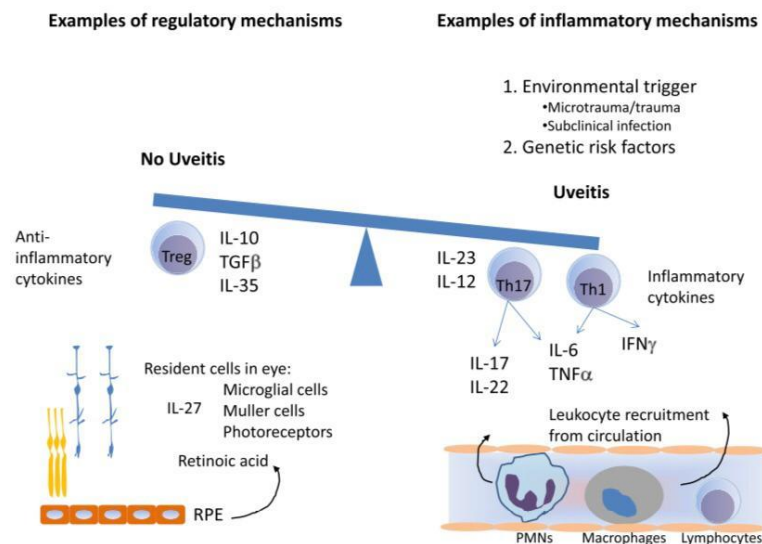 Examples of regulatory mechanisms
Examples of inflammatory mechanisms
1. Environmental trigger
•Microtrauma/trauma
•Subclinical infection
2. Genetic risk factors
No Uveitis
Uveitis
Anti-
inflammatory
cytokines
Treg
IL-10
TGFβ
IL-35
IL-23
IL-12
Th17
Th1
Inflammatory
cytokines
IL-17
IL-22
IL-6
TNFα
IFNγ
Resident cells in eye:
IL-27
Microglial cells
Muller cells
Photoreceptors
Retinoic acid
RPE
Leukocyte recruitment
from circulation
PMNs
Macrophages
Lymphocytes